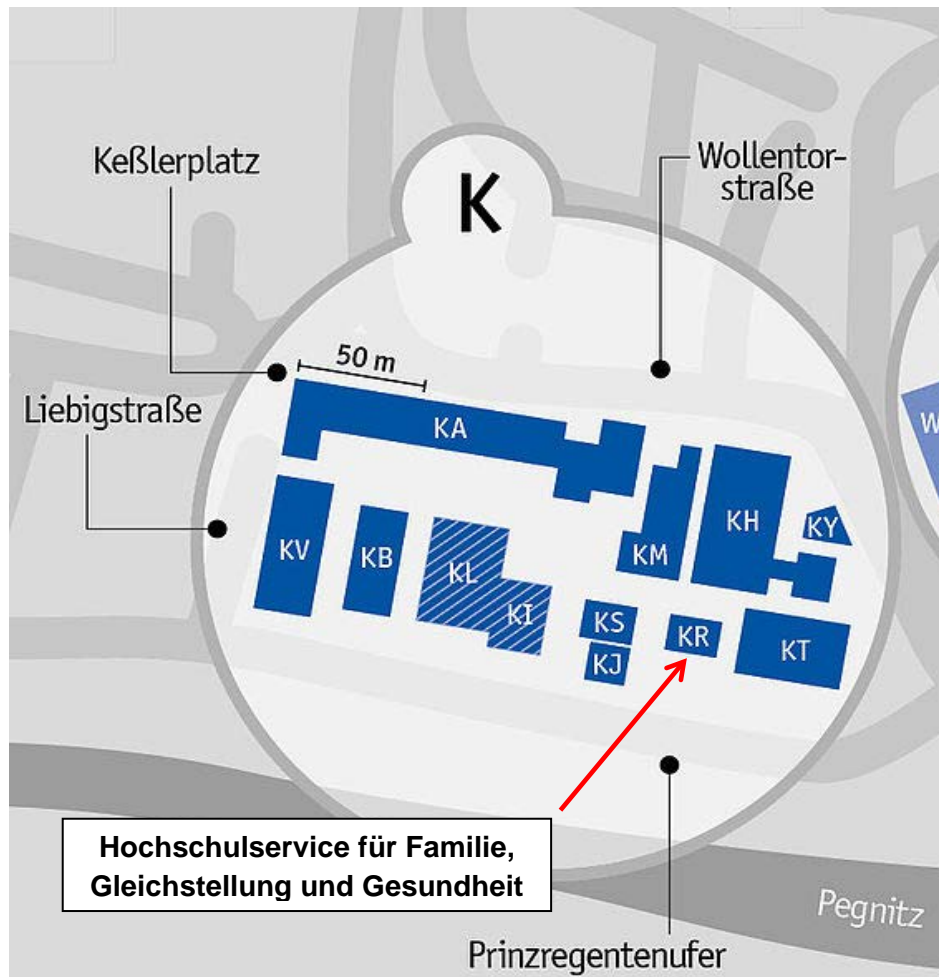 K
Keßlerplatz
Wollentor-
straße
50 m
Liebigstraße
KA
W
KV
KB
KL
KI
KM
KH
KY
KS
KJ
KR
KT
Hochschulservice für Familie,
Gleichstellung und Gesundheit
Pegnitz
Prinzregentenufer